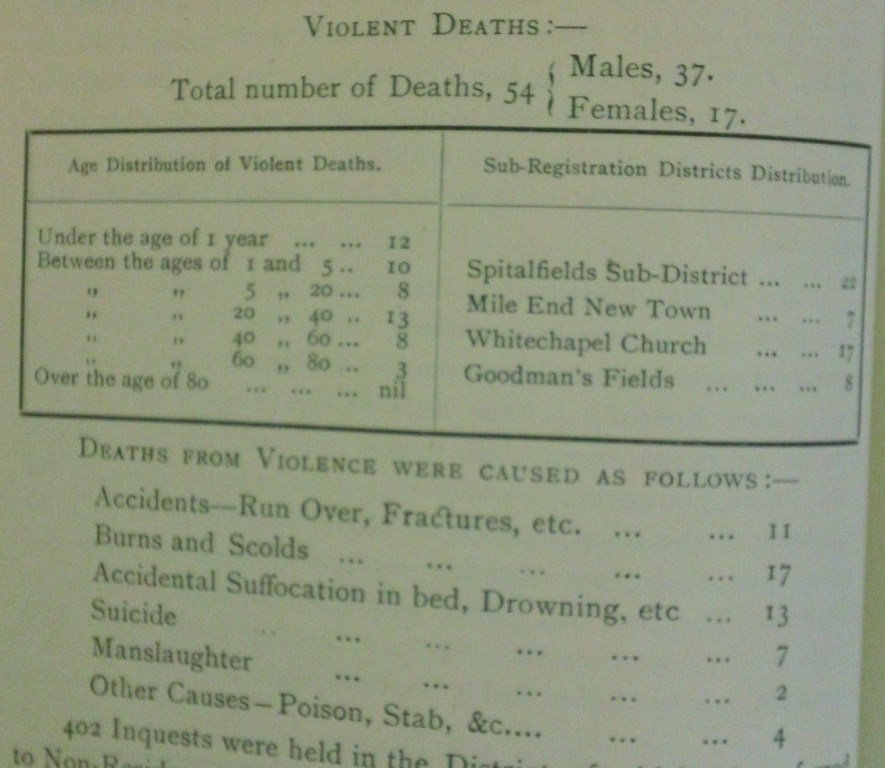 VIOLENT DEATHS:—
Total number of Deaths, 54 { Males, 37.
Females, 17.
Age Distribution of Violent Deaths.
Under the age of 1 year ... ... 12
Between the ages of 1 and 5 .. 10
" " 5 " 20 ... 8
" " 20 " 40 .. 13
" " 40 " 60 ... 8
" " 60 " 80 .. 3
Over the age of 80 ... ... ... nil
Sub-Registration Districts Distribution.
Spitalfields Sub-District ... ... 22
Mile End New Town ... ... 7
Whitechapel Church ... ... 17
Goodman's Fields ... ... ... 8
DEATHS FROM VIOLENCE WERE CAUSED AS FOLLOWS:—
Accidents—Run Over, Fractures, etc. ... ... 11
Burns and Scolds ... ... ... ... ... 17
Accidental Suffocation in bed, Drowning, etc ... 13
Suicide ... ... ... ... ... ... 7
Manslaughter ... ... ... ... ... 2
Other Causes—Poison, Stab, &c.... ... ... 4
402 Inquests were held in the
to